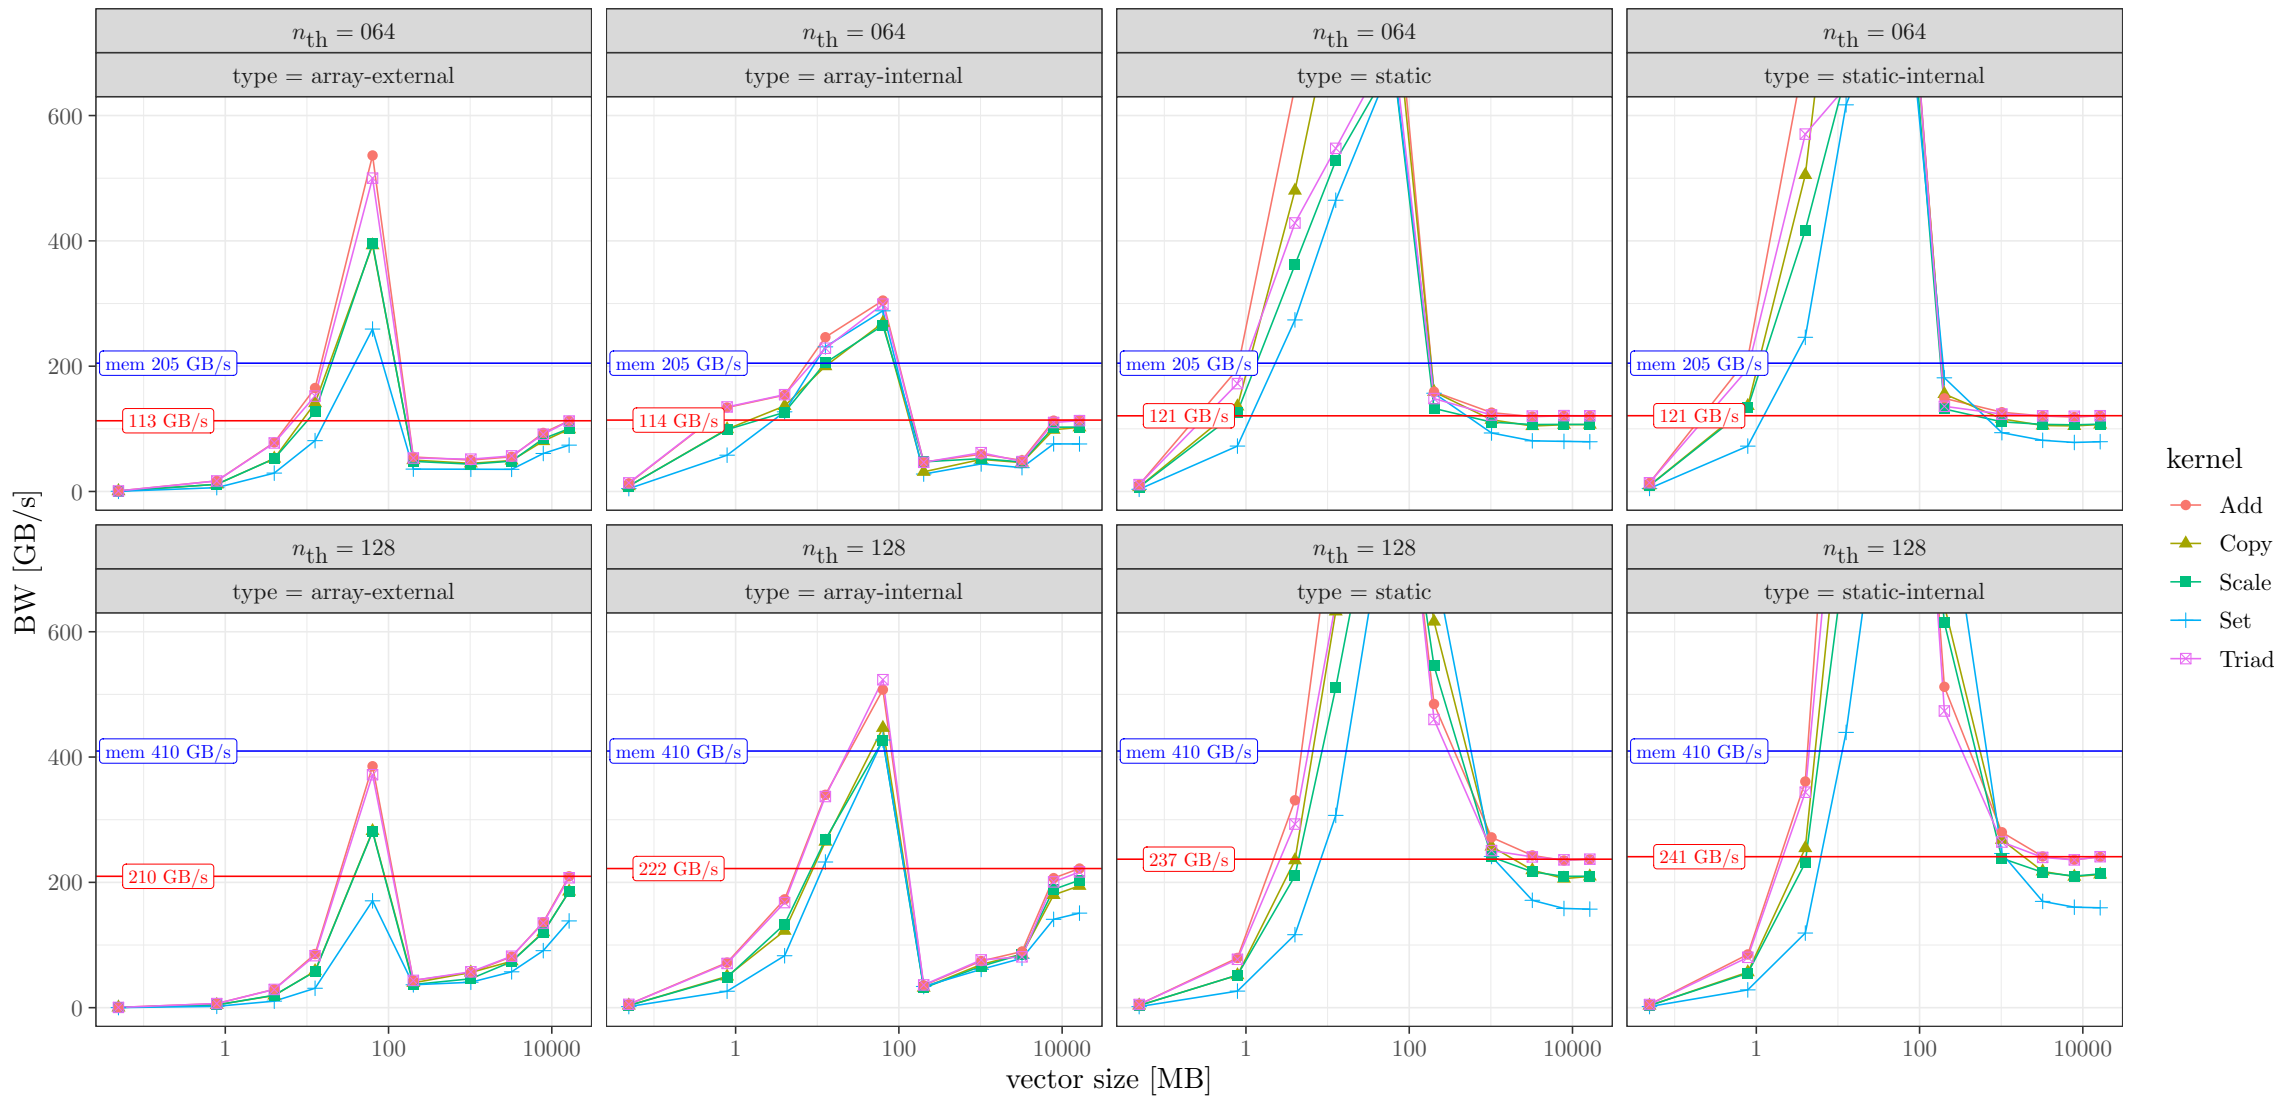 n_th = 064
n_th = 064
n_th = 064
n_th = 064
type = array-external
type = array-internal
type = static
type = static-internal
600
400
200
0
mem 205 GB/s
113 GB/s
mem 205 GB/s
114 GB/s
mem 205 GB/s
121 GB/s
mem 205 GB/s
121 GB/s
n_th = 128
n_th = 128
n_th = 128
n_th = 128
type = array-external
type = array-internal
type = static
type = static-internal
600
400
200
0
mem 410 GB/s
210 GB/s
mem 410 GB/s
222 GB/s
mem 410 GB/s
237 GB/s
mem 410 GB/s
241 GB/s
1 100 10000
1 100 10000
1 100 10000
1 100 10000
vector size [MB]
BW [GB/s]
kernel
Add
Copy
Scale
Set
Triad